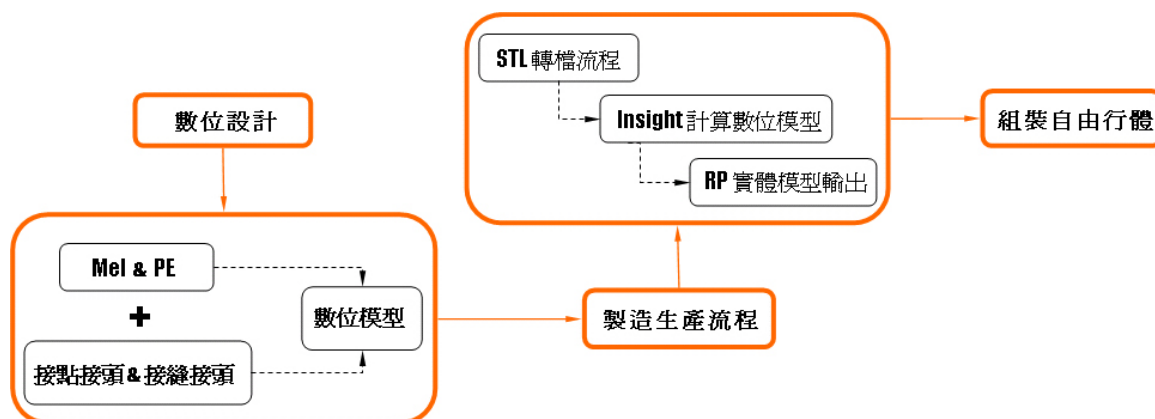 數位設計
Mel & PE
+
接點接頭&接縫接頭
數位模型
製造生產流程
STL 轉檔流程
Insight 計算數位模型
RP 實體模型輸出
組裝自由行體